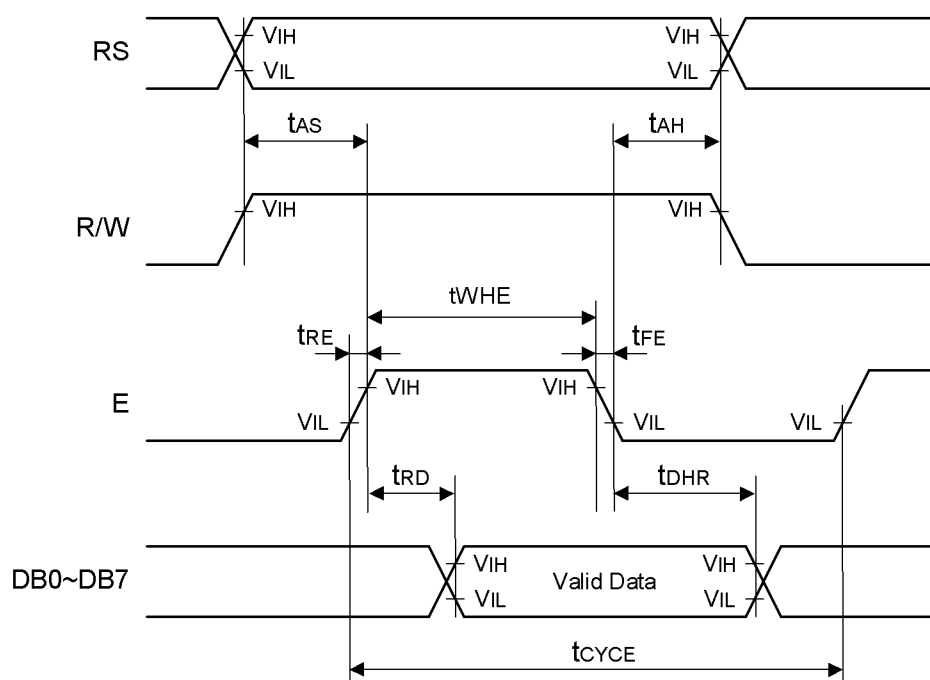 RS
VIH
VIH
VIL
VIL
tAS
tAH
R/W
VIH
VIH
tWHE
tRE
tFE
E
VIH
VIH
VIL
VIL
VIL
tRD
tDHR
DB0~DB7
VIH
Valid Data
VIH
VIL
VIL
tCYCE